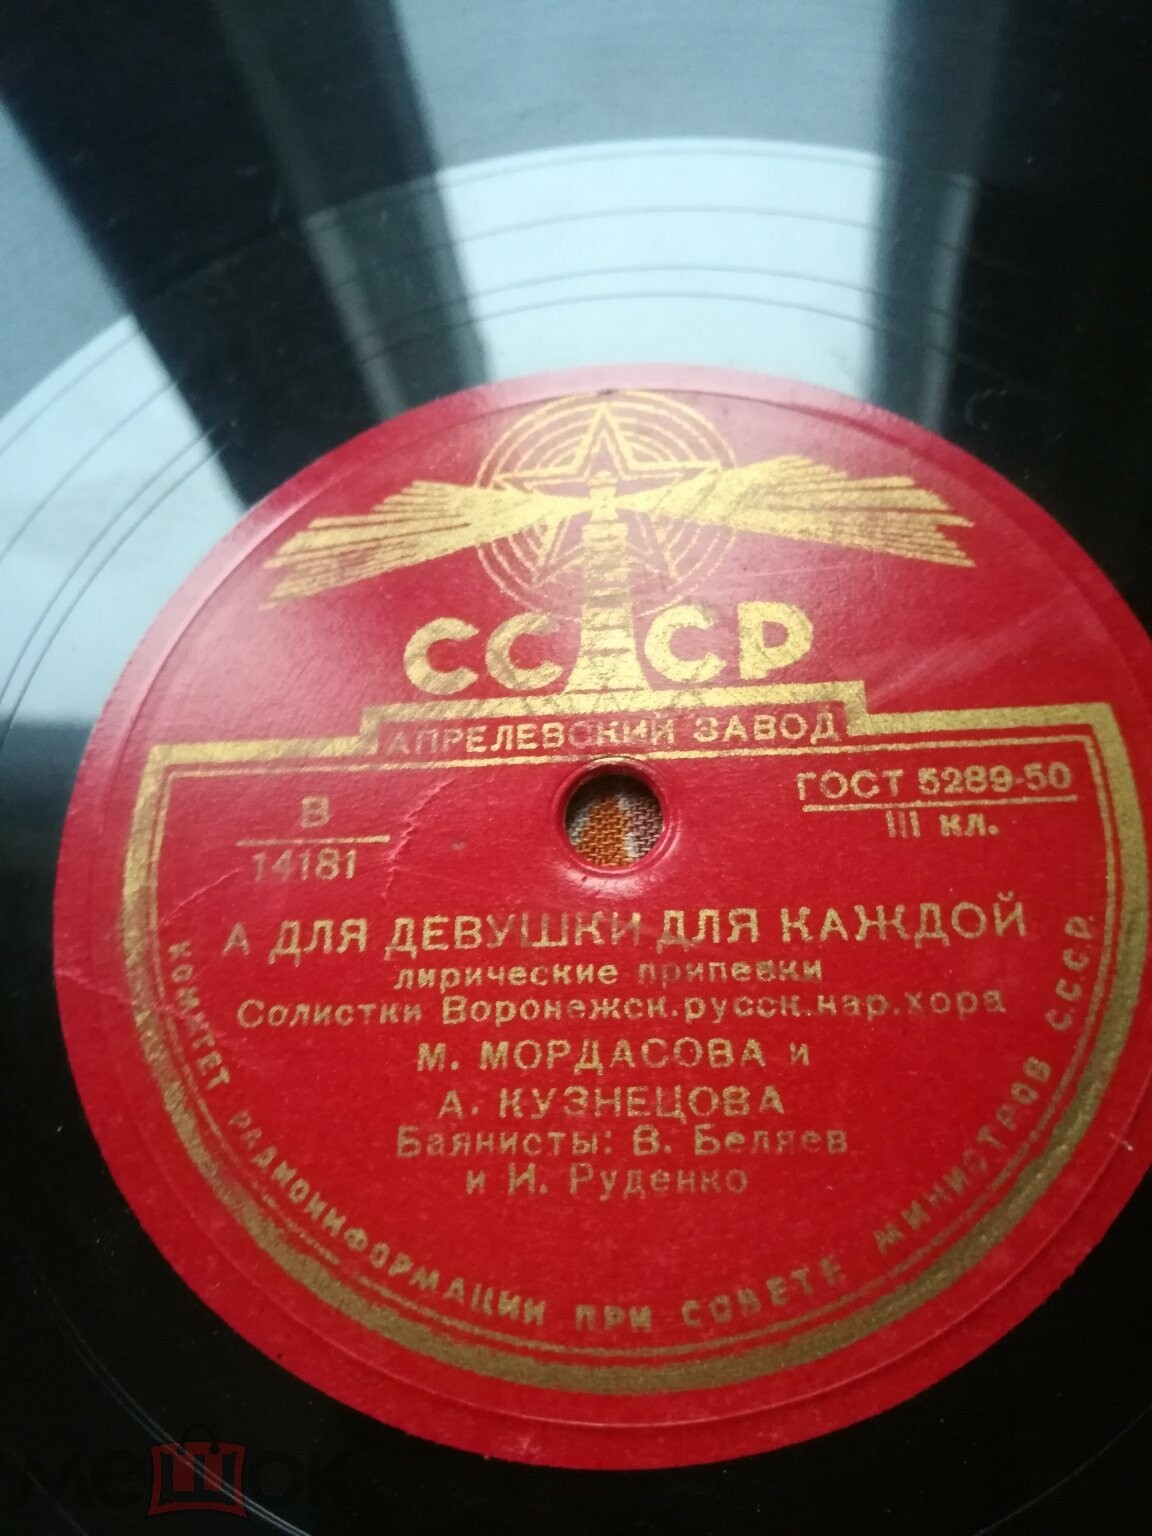 СССР
АПРЕЛЕВСКИЙ ЗАВОД
В
14181
ГОСТ 5289-50
III кл.
А ДЛЯ ДЕВУШКИ ДЛЯ КАЖДОЙ
лирические припевки
Солистки Воронежск.русск.нар.хора
М. МОРДАСОВА и
А. КУЗНЕЦОВА
Баянисты: В. Беляев
и И. Руденко
КОМИТЕТ РАДИОИНФОРМАЦИИ ПРИ СОВЕТЕ МИНИСТРОВ С.С.С.Р.
мешок